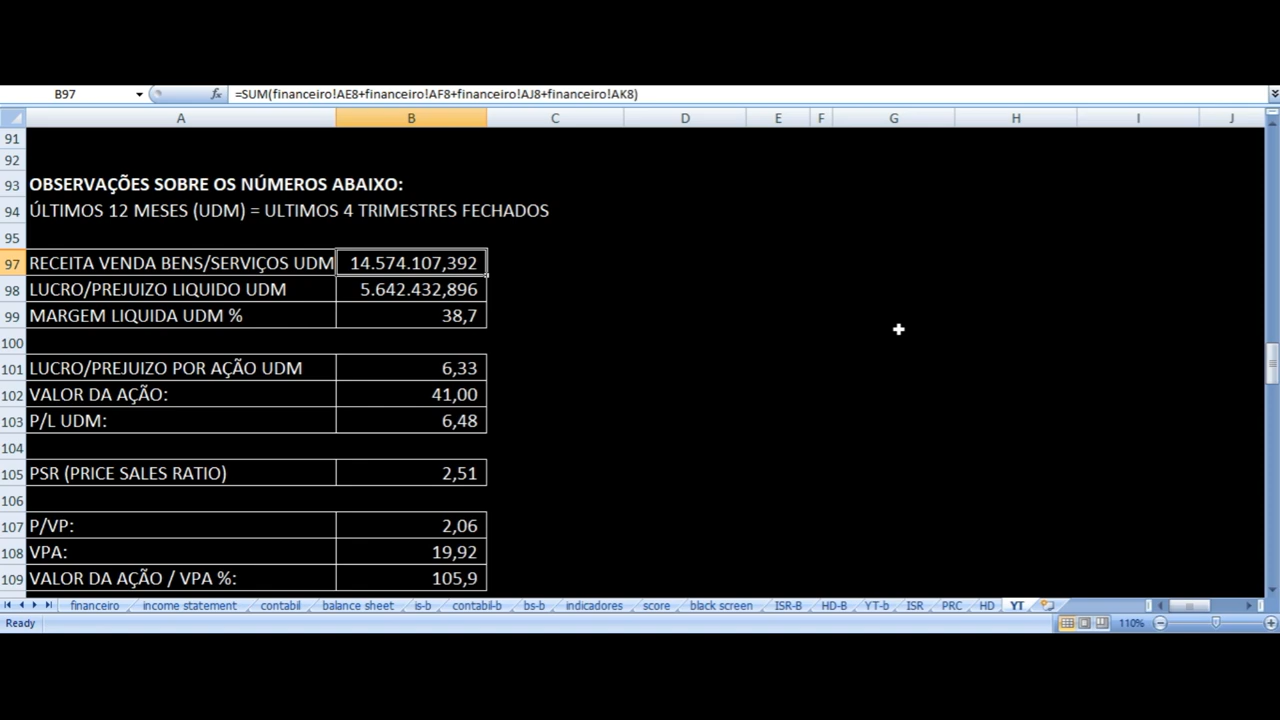 B97 fx =SUM(financeiro!AE8+financeiro!AF8+financeiro!AJ8+financeiro!AK8)
A B C D E F G H I J
91
92
93 OBSERVAÇÕES SOBRE OS NÚMEROS ABAIXO:
94 ÚLTIMOS 12 MESES (UDM) = ULTIMOS 4 TRIMESTRES FECHADOS
95
97 RECEITA VENDA BENS/SERVIÇOS UDM 14.574.107,392
98 LUCRO/PREJUIZO LIQUIDO UDM 5.642.432,896
99 MARGEM LIQUIDA UDM % 38,7
100
101 LUCRO/PREJUIZO POR AÇÃO UDM 6,33
102 VALOR DA AÇÃO: 41,00
103 P/L UDM: 6,48
104
105 PSR (PRICE SALES RATIO) 2,51
106
107 P/VP: 2,06
108 VPA: 19,92
109 VALOR DA AÇÃO / VPA %: 105,9
financeiro income statement contabil balance sheet is-b contabil-b bs-b indicadores score black screen ISR-B HD-B YT-b ISR PRC HD YT
Ready 110%